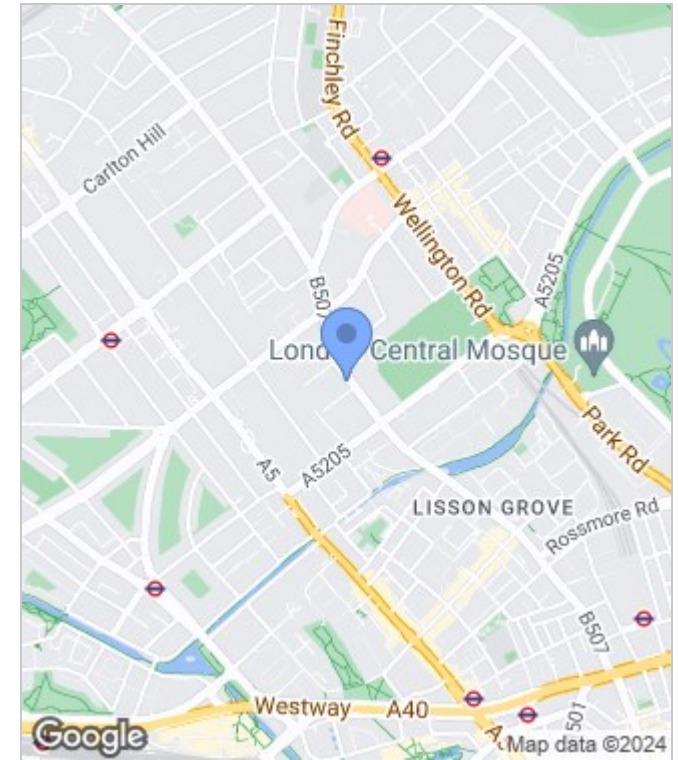 Finchley Rd
Carlton Hill
Wellington Rd
A5205
B507
London Central Mosque
Park Rd
A5205
A5
LISSON GROVE
Rossmore Rd
B507
Westway
A40
501
Google
Map data ©2024